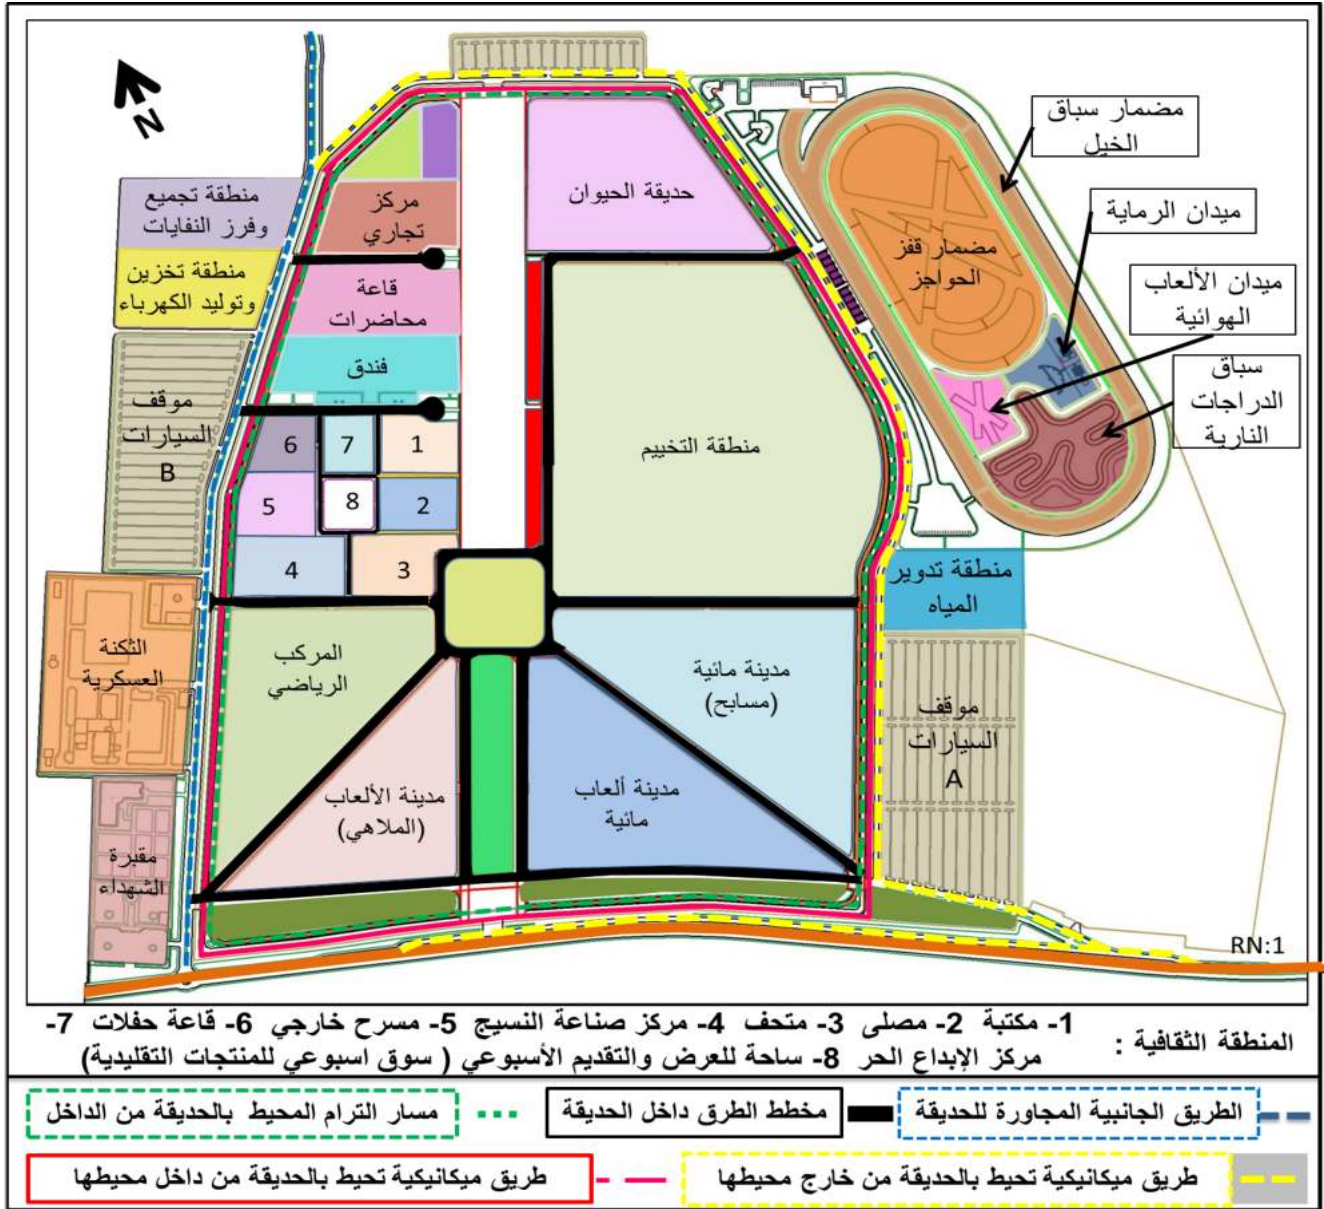 N
مضمار سباق
الخيل
ميدان الرماية
ميدان الألعاب
الهوائية
سباق
الدراجات
النارية
مضمار قفز
الحواجز
حديقة الحيوان
منطقة تجميع
وفرز النفايات
منطقة تخزين
وتوليد الكهرباء
مركز
تجاري
قاعة
محاضرات
فندق
موقف
السيارات
B
6
7
1
5
8
2
4
3
منطقة التخييم
منطقة تدوير
المياه
الثكنة
العسكرية
المركب
الرياضي
مدينة مائية
(مسابح)
موقف
السيارات
A
مدينة الألعاب
(الملاهي)
مدينة ألعاب
مائية
مقبرة
الشهداء
RN:1
المنطقة الثقافية :
1- مكتبة 2- مصلى 3- متحف 4- مركز صناعة النسيج 5- مسرح خارجي 6- قاعة حفلات 7-
مركز الإبداع الحر 8- ساحة للعرض والتقديم الأسبوعي ( سوق اسبوعي للمنتجات التقليدية)
الطريق الجانبية المجاورة للحديقة
مخطط الطرق داخل الحديقة
مسار الترام المحيط بالحديقة من الداخل
طريق ميكانيكية تحيط بالحديقة من خارج محيطها
طريق ميكانيكية تحيط بالحديقة من داخل محيطها